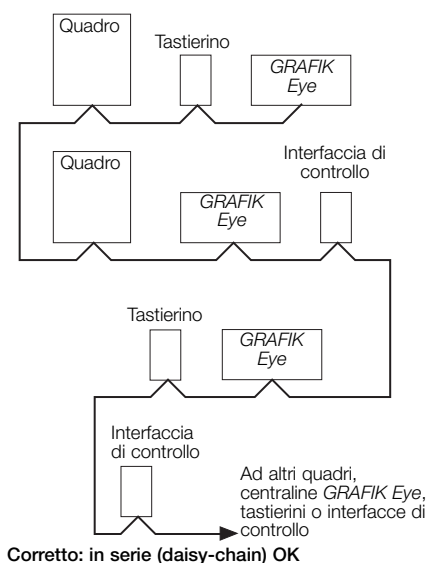 Quadro
Tastierino
GRAFIK
Eye
Quadro
GRAFIK
Eye
Interfaccia di
controllo
Tastierino
GRAFIK
Eye
Interfaccia
di controllo
Ad altri quadri,
centraline GRAFIK Eye,
tastierini o interfacce di
controllo
Corretto: in serie (daisy-chain) OK